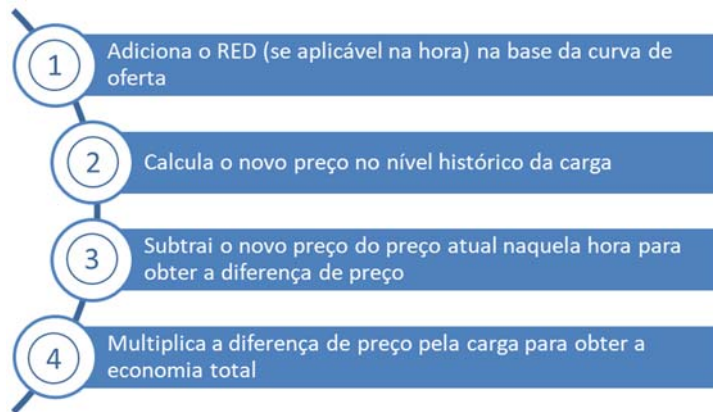 1
Adiciona o RED (se aplicável na hora) na base da curva de
oferta
2
Calcula o novo preço no nível histórico da carga
3
Subtrai o novo preço do preço atual naquela hora para
obter a diferença de preço
4
Multiplica a diferença de preço pela carga para obter a
economia total